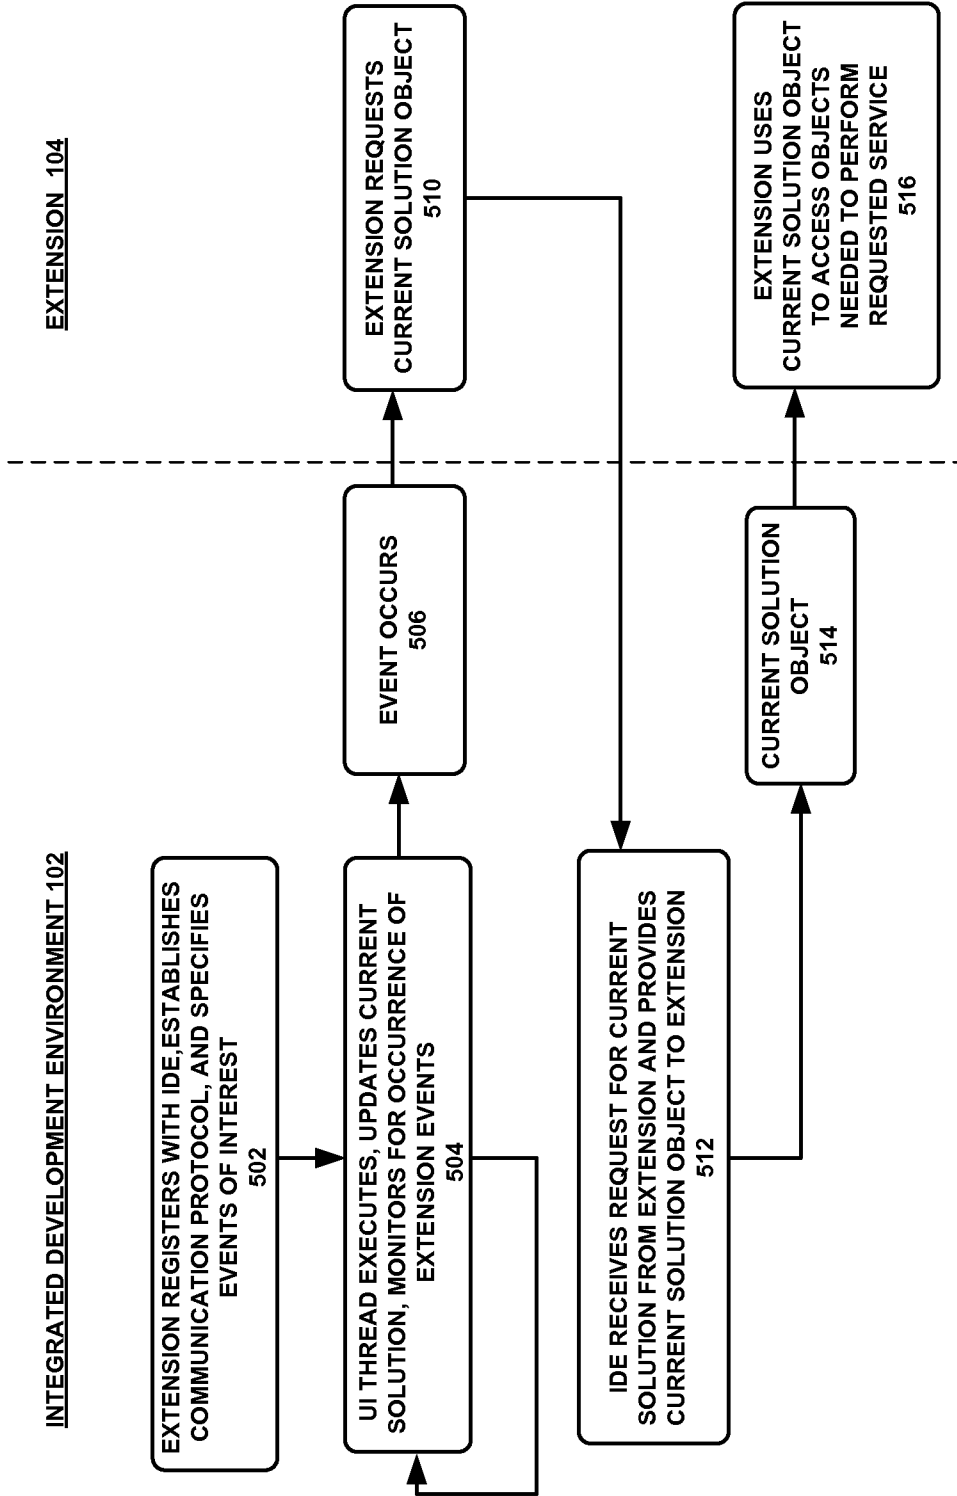 INTEGRATED DEVELOPMENT ENVIRONMENT 102
EXTENSION 104
EXTENSION REGISTERS WITH IDE,ESTABLISHES
COMMUNICATION PROTOCOL, AND SPECIFIES
EVENTS OF INTEREST
502
UI THREAD EXECUTES, UPDATES CURRENT
SOLUTION, MONITORS FOR OCCURRENCE OF
EXTENSION EVENTS
504
EVENT OCCURS
506
EXTENSION REQUESTS
CURRENT SOLUTION OBJECT
510
IDE RECEIVES REQUEST FOR CURRENT
SOLUTION FROM EXTENSION AND PROVIDES
CURRENT SOLUTION OBJECT TO EXTENSION
512
CURRENT SOLUTION
OBJECT
514
EXTENSION USES
CURRENT SOLUTION OBJECT
TO ACCESS OBJECTS
NEEDED TO PERFORM
REQUESTED SERVICE
516